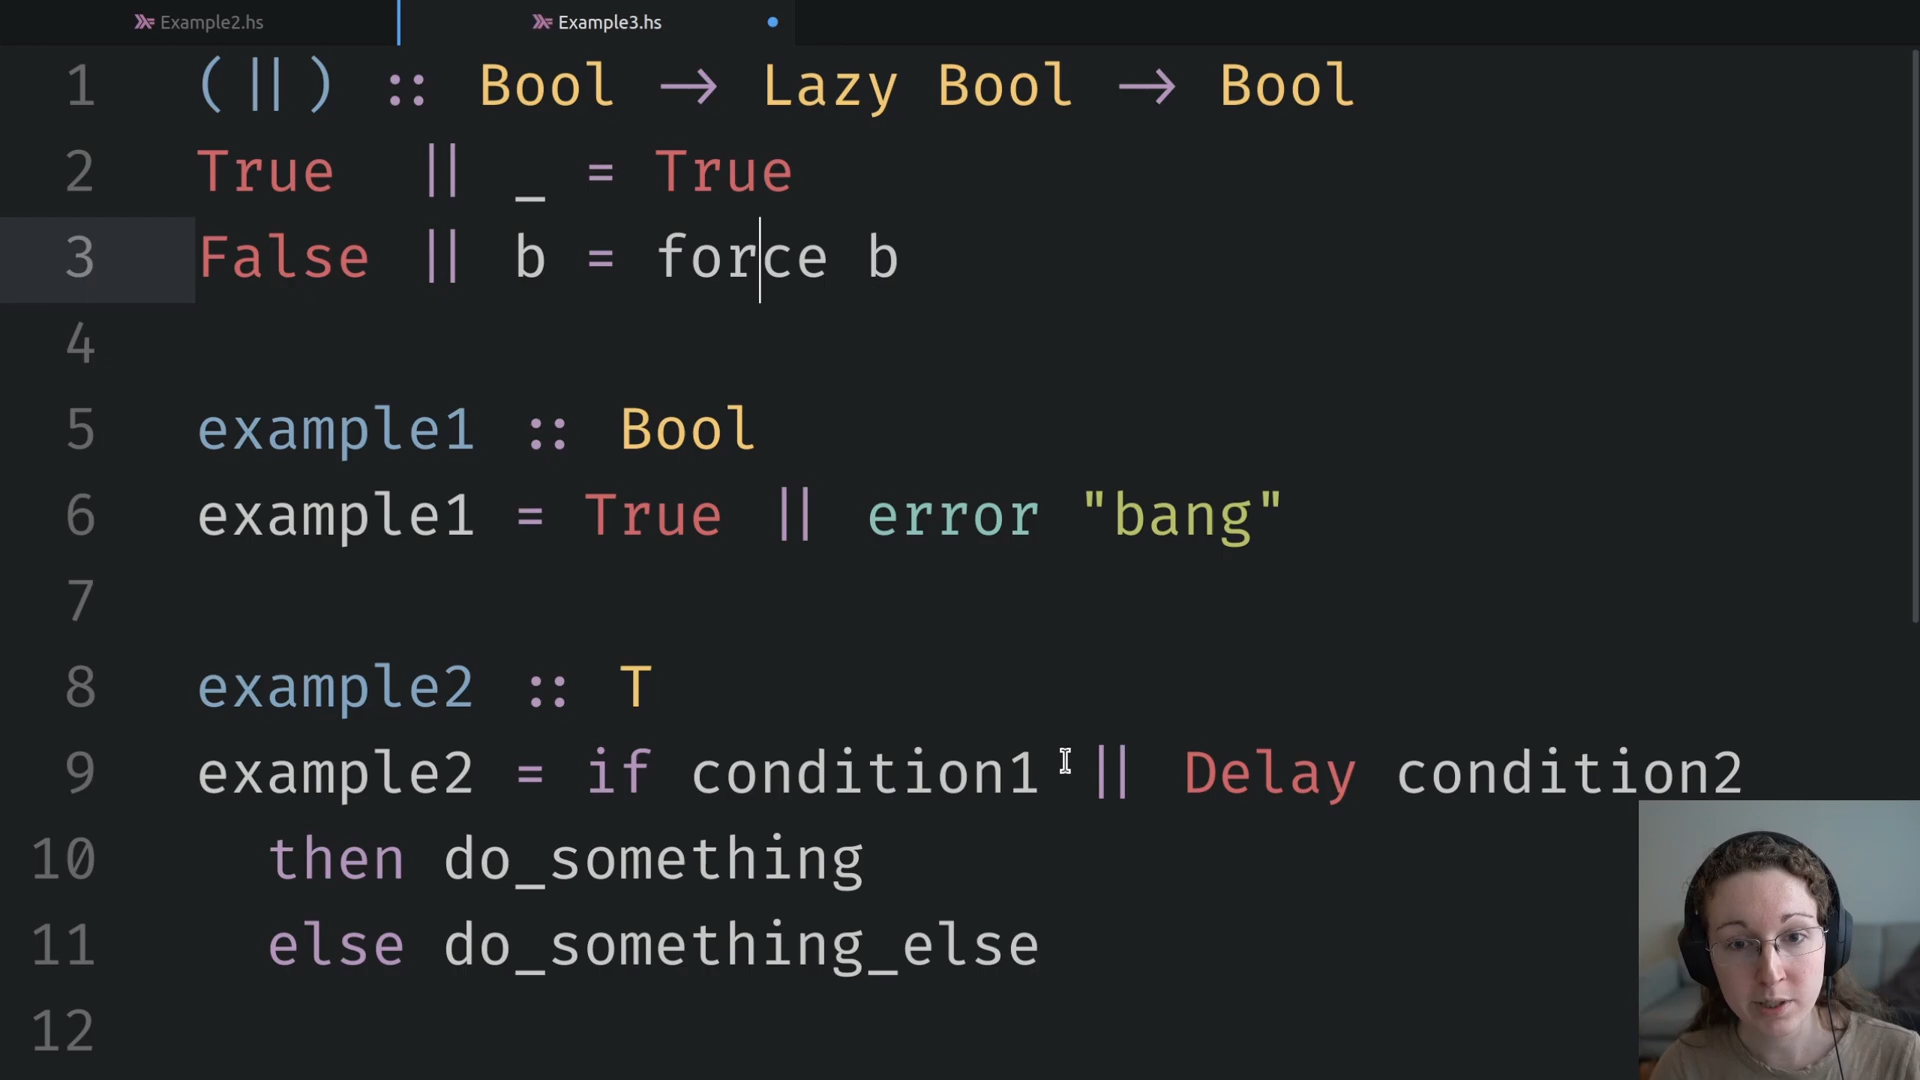 Example2.hs
Example3.hs
1 (||) :: Bool → Lazy Bool → Bool
2 True || _ = True
3 False || b = force b
4
5 example1 :: Bool
6 example1 = True || error "bang"
7
8 example2 :: T
9 example2 = if condition1 || Delay condition2
10 then do_something
11 else do_something_else
12